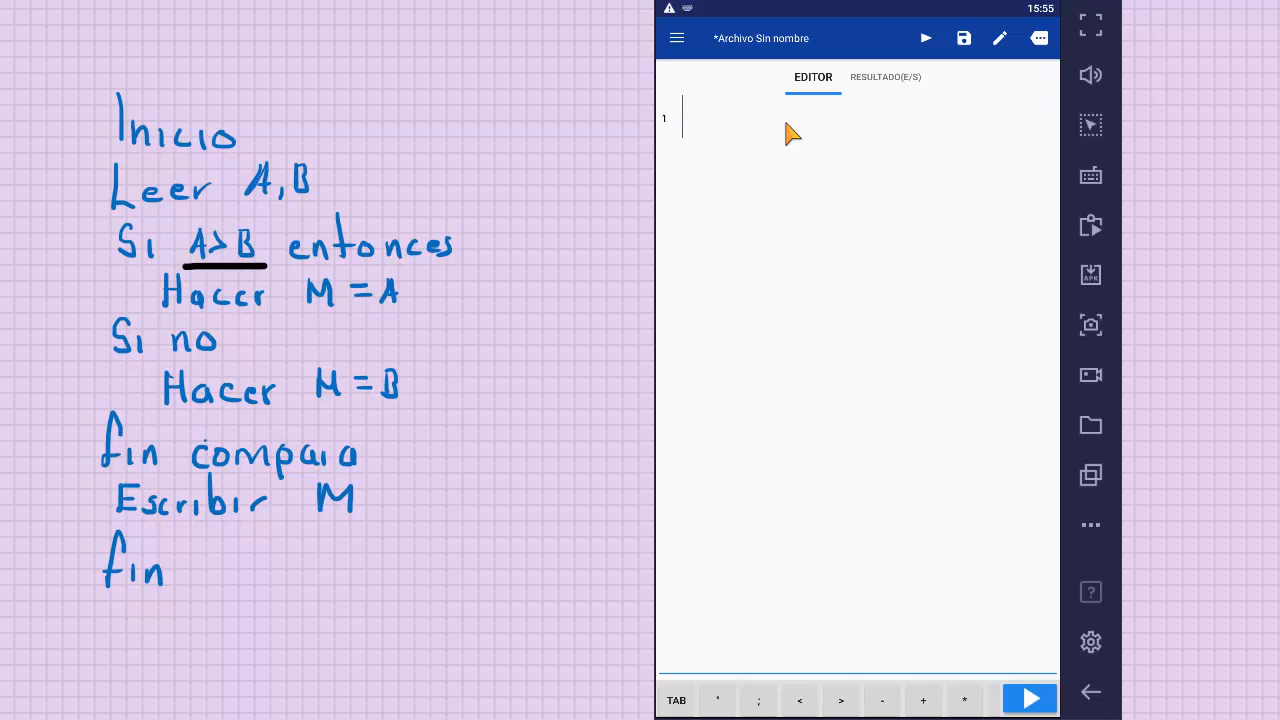 Inicio
Leer A, B
Si A > B entonces
Hacer M = A
Si no
Hacer M = B
fin compara
Escribir M
fin
15:55
*Archivo Sin nombre
EDITOR RESULTADO(E/S)
1
TAB " ; < > - + *
APK
?